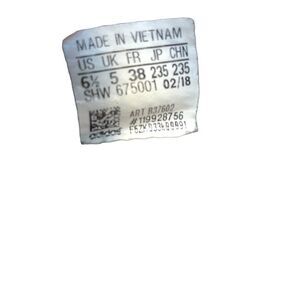 MADE IN VIETNAM
US UK FR JP CHN
6½ 5 38 235 235
SHW 675001 02/18
ART B37602
#119928756
adidas